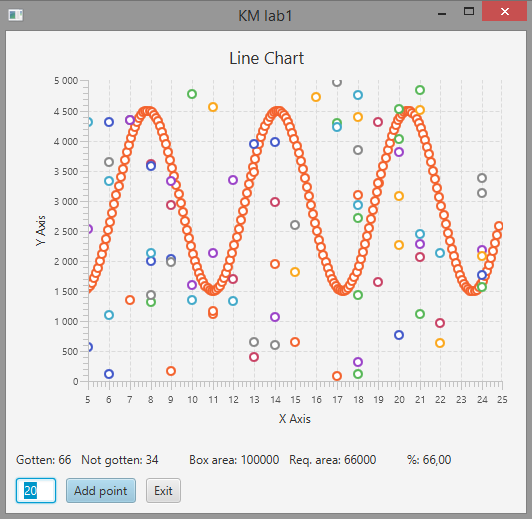 KM lab1
Line Chart
Y Axis
5 000
4 500
4 000
3 500
3 000
2 500
2 000
1 500
1 000
500
0
5 6 7 8 9 10 11 12 13 14 15 16 17 18 19 20 21 22 23 24 25
X Axis
Gotten: 66 Not gotten: 34 Box area: 100000 Req. area: 66000 %: 66,00
20 Add point Exit